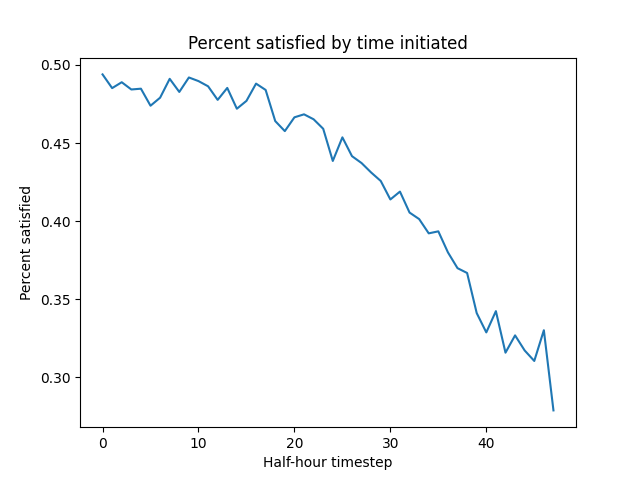 Percent satisfied by time initiated
Percent satisfied
0.50
0.45
0.40
0.35
0.30
0 10 20 30 40
Half-hour timestep